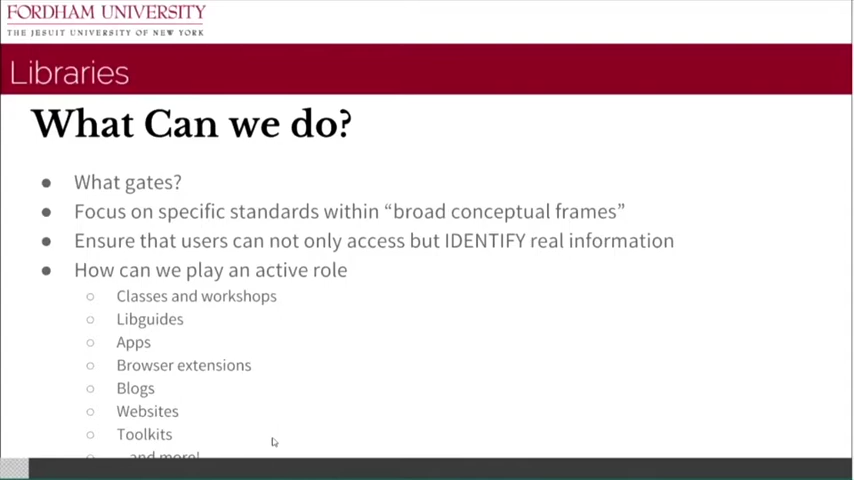 FORDHAM UNIVERSITY
THE JESUIT UNIVERSITY OF NEW YORK
Libraries
What Can we do?
● What gates?
● Focus on specific standards within “broad conceptual frames”
● Ensure that users can not only access but IDENTIFY real information
● How can we play an active role
○ Classes and workshops
○ Libguides
○ Apps
○ Browser extensions
○ Blogs
○ Websites
○ Toolkits
○ ...and more!